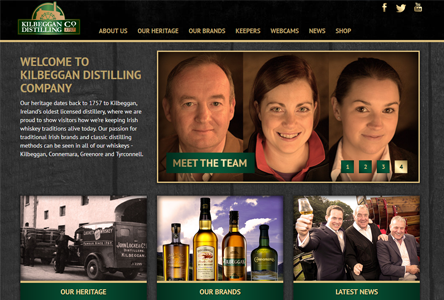 KILBEGGAN
DISTILLING Co
ABOUT US OUR HERITAGE OUR BRANDS KEEPERS WEBCAMS NEWS SHOP
WELCOME TO
KILBEGGAN DISTILLING
COMPANY
Our heritage dates back to 1757 to Kilbeggan,
Ireland's oldest licensed distillery, where we are
proud to show visitors how we're keeping Irish
whiskey traditions alive today. Our passion for
traditional Irish brands and classic distilling
methods can be seen in all of our whiskeys -
Kilbeggan, Connemara, Greenore and Tyrconnell.
MEET THE TEAM
1 2 3 4
JOHN LOCKE & CO
KILBEGGAN
OUR HERITAGE OUR BRANDS LATEST NEWS